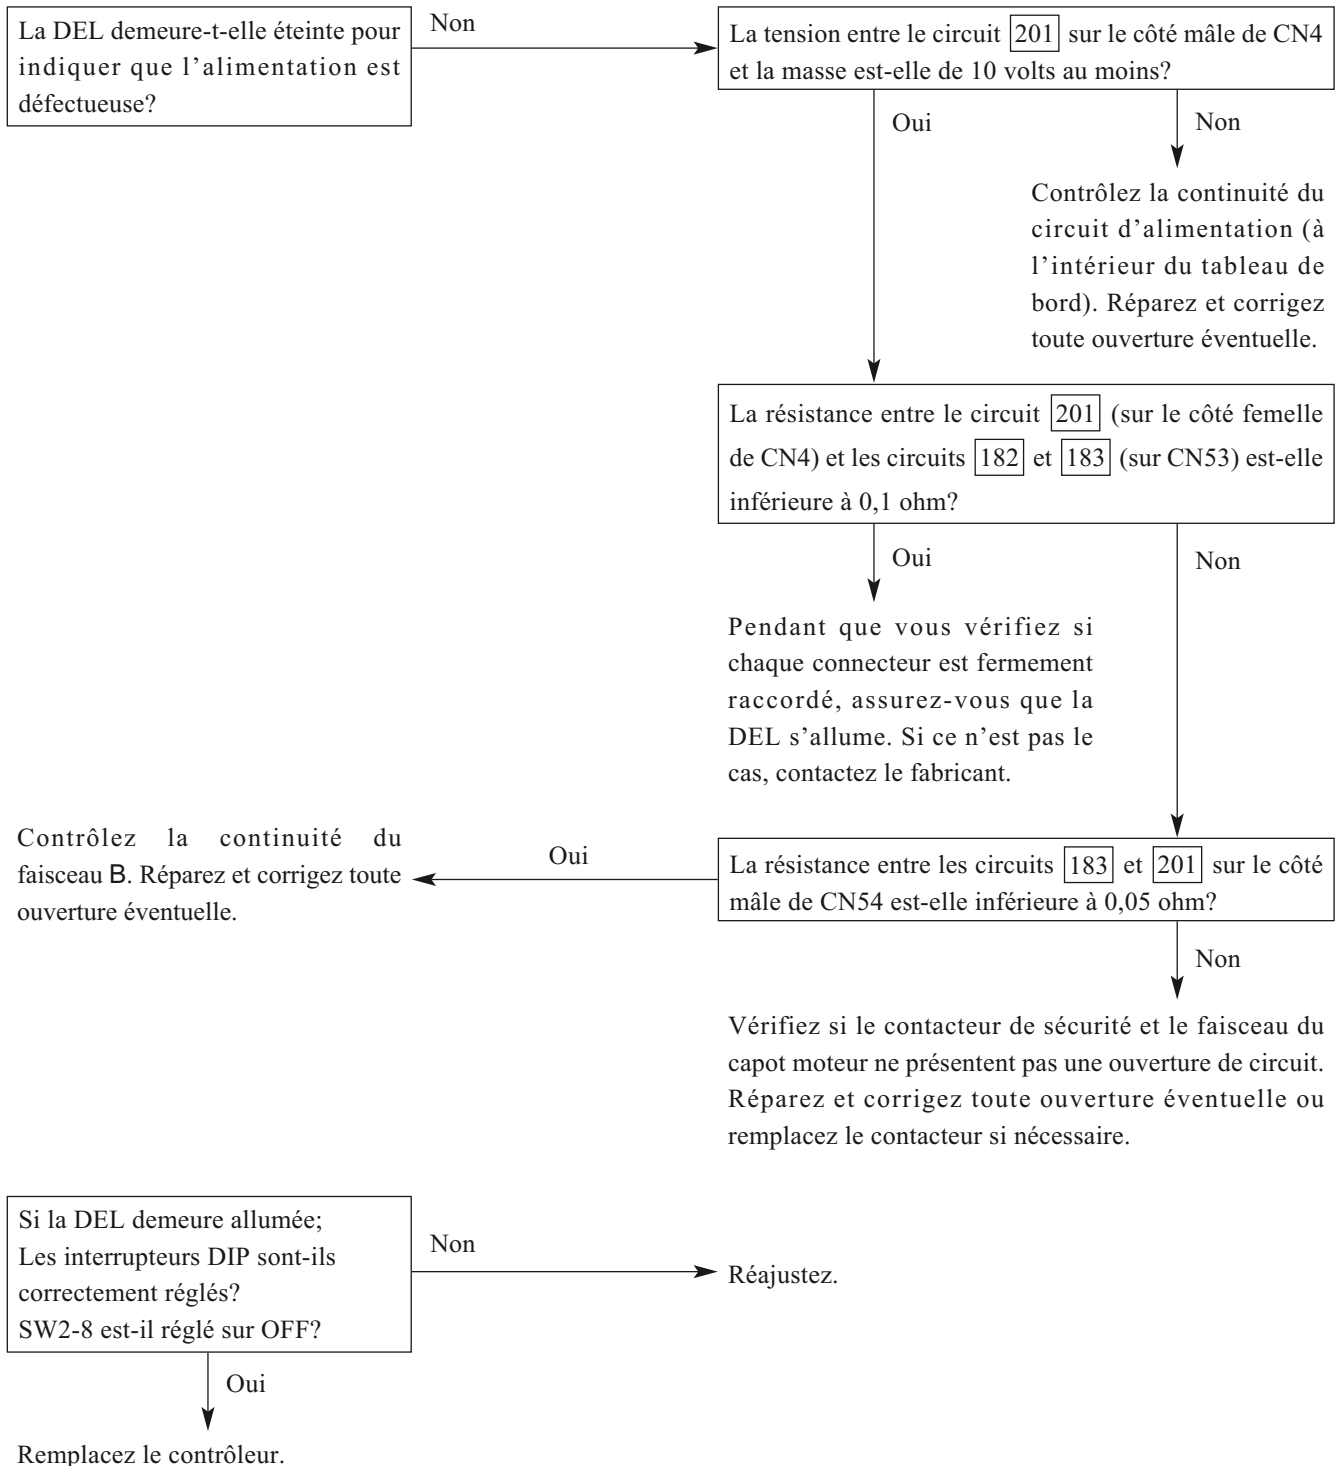 La DEL demeure-t-elle éteinte pour
indiquer que l'alimentation est
défectueuse?
Non
La tension entre le circuit 201 sur le côté mâle de CN4
et la masse est-elle de 10 volts au moins?
Oui
Non
Contrôlez la continuité du
circuit d'alimentation (à
l'intérieur du tableau de
bord). Réparez et corrigez
toute ouverture éventuelle.
La résistance entre le circuit 201 (sur le côté femelle
de CN4) et les circuits 182 et 183 (sur CN53) est-elle
inférieure à 0,1 ohm?
Oui
Non
Pendant que vous vérifiez si
chaque connecteur est fermement
raccordé, assurez-vous que la
DEL s'allume. Si ce n'est pas le
cas, contactez le fabricant.
Contrôlez la continuité du
faisceau B. Réparez et corrigez toute
ouverture éventuelle.
Oui
La résistance entre les circuits 183 et 201 sur le côté
mâle de CN54 est-elle inférieure à 0,05 ohm?
Non
Vérifiez si le contacteur de sécurité et le faisceau du
capot moteur ne présentent pas une ouverture de circuit.
Réparez et corrigez toute ouverture éventuelle ou
remplacez le contacteur si nécessaire.
Si la DEL demeure allumée;
Les interrupteurs DIP sont-ils
correctement réglés?
SW2-8 est-il réglé sur OFF?
Non
Réajustez.
Oui
Remplacez le contrôleur.